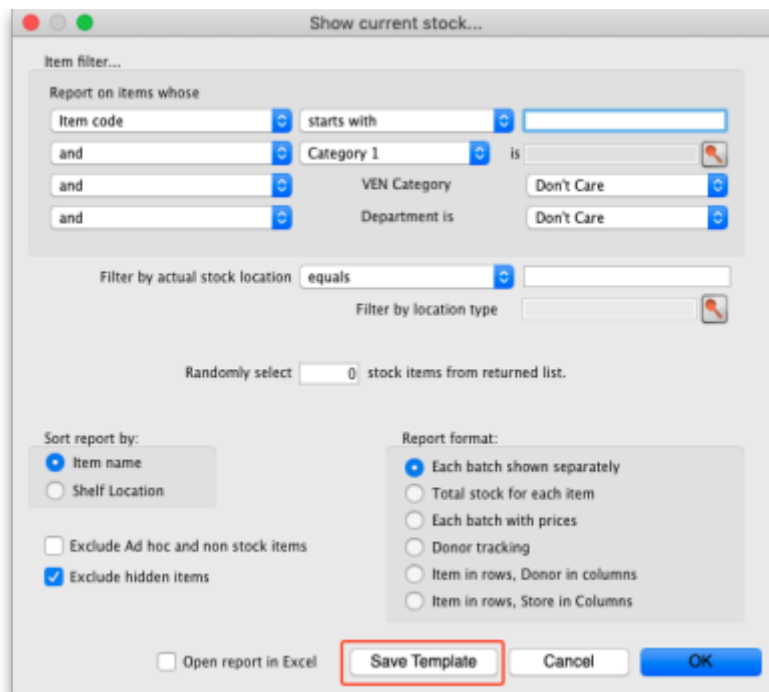 Show current stock...
Item filter...
Report on items whose
Item code starts with
and Category 1 is
and VEN Category Don't Care
and Department is Don't Care
Filter by actual stock location equals
Filter by location type
Randomly select 0 stock items from returned list.
Sort report by:
Item name
Shelf Location
Exclude Ad hoc and non stock items
Exclude hidden items
Report format:
Each batch shown separately
Total stock for each item
Each batch with prices
Donor tracking
Item in rows, Donor in columns
Item in rows, Store in Columns
Open report in Excel Save Template Cancel OK